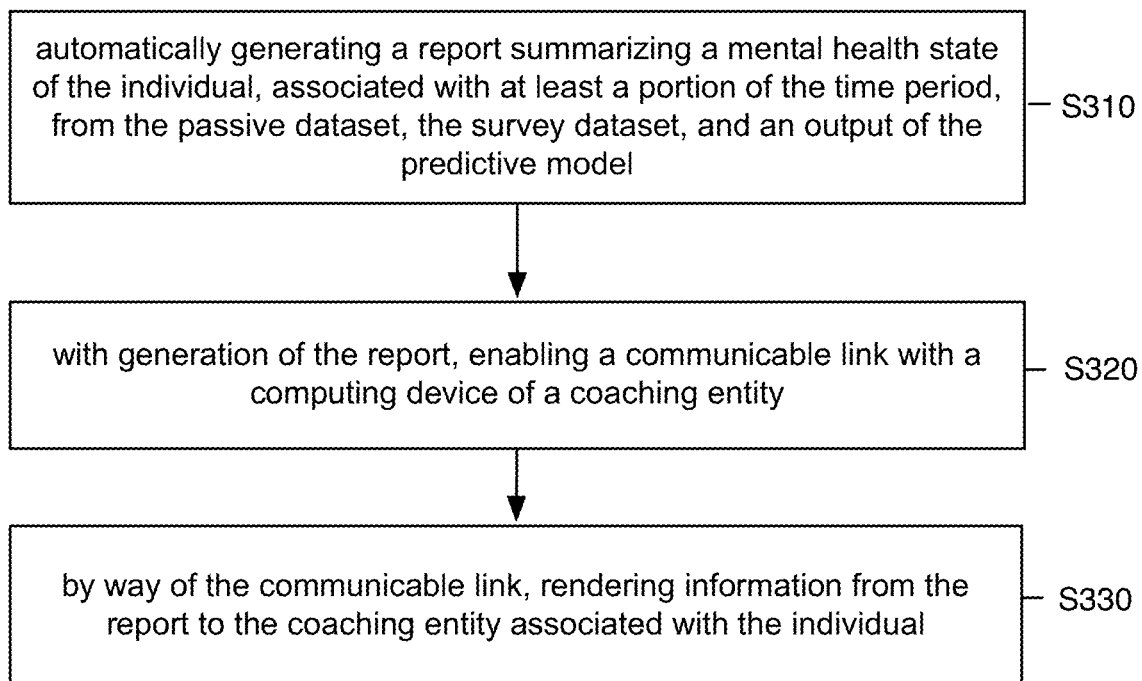 automatically generating a report summarizing a mental health state
of the individual, associated with at least a portion of the time period,
from the passive dataset, the survey dataset, and an output of the
predictive model
S310
with generation of the report, enabling a communicable link with a
computing device of a coaching entity
S320
by way of the communicable link, rendering information from the
report to the coaching entity associated with the individual
S330